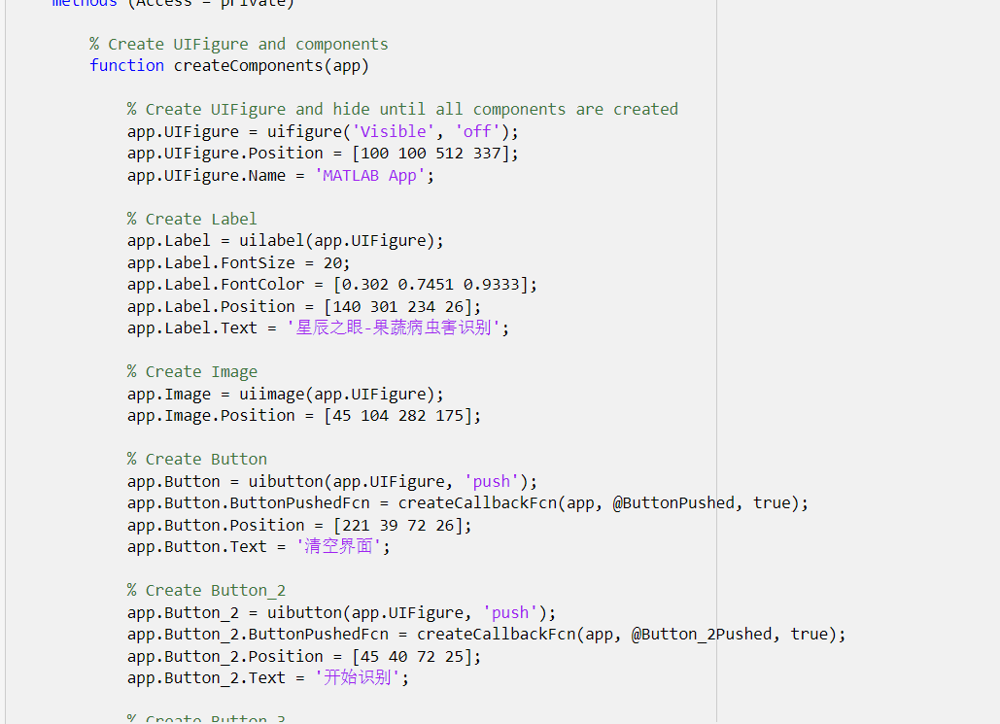 methods (Access = private)
% Create UIFigure and components
function createComponents(app)
% Create UIFigure and hide until all components are created
app.UIFigure = uifigure('Visible', 'off');
app.UIFigure.Position = [100 100 512 337];
app.UIFigure.Name = 'MATLAB App';
% Create Label
app.Label = uilabel(app.UIFigure);
app.Label.FontSize = 20;
app.Label.FontColor = [0.302 0.7451 0.9333];
app.Label.Position = [140 301 234 26];
app.Label.Text = '星辰之眼-果蔬病虫害识别';
% Create Image
app.Image = uiimage(app.UIFigure);
app.Image.Position = [45 104 282 175];
% Create Button
app.Button = uibutton(app.UIFigure, 'push');
app.Button.ButtonPushedFcn = createCallbackFcn(app, @ButtonPushed, true);
app.Button.Position = [221 39 72 26];
app.Button.Text = '清空界面';
% Create Button_2
app.Button_2 = uibutton(app.UIFigure, 'push');
app.Button_2.ButtonPushedFcn = createCallbackFcn(app, @Button_2Pushed, true);
app.Button_2.Position = [45 40 72 25];
app.Button_2.Text = '开始识别';
% Create Button_3